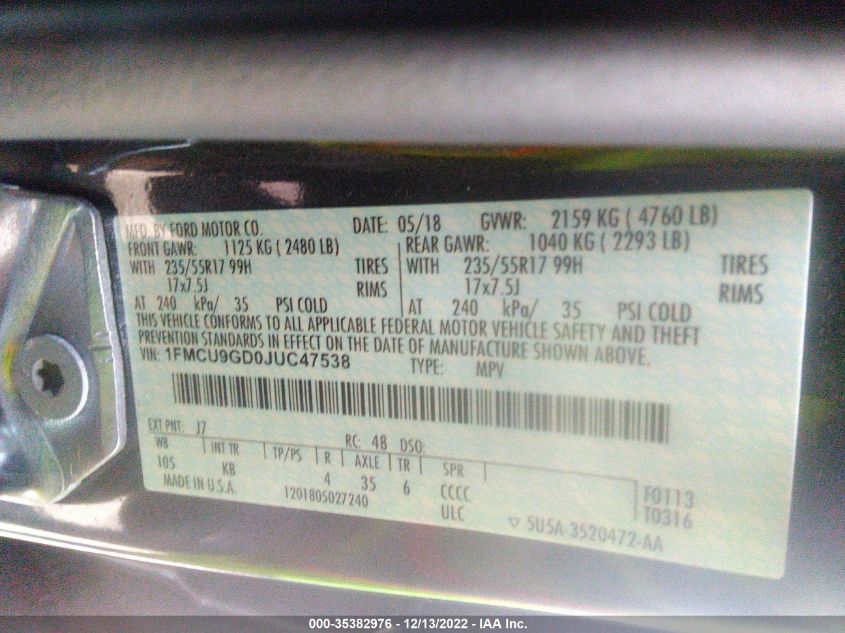 MFD. BY FORD MOTOR CO. DATE: 05/18 GVWR: 2159 KG ( 4760 LB)
FRONT GAWR: 1125 KG ( 2480 LB) REAR GAWR: 1040 KG ( 2293 LB)
WITH 235/55R17 99H TIRES WITH 235/55R17 99H TIRES
17x7.5J RIMS 17x7.5J RIMS
AT 240 kPa/ 35 PSI COLD AT 240 kPa/ 35 PSI COLD
THIS VEHICLE CONFORMS TO ALL APPLICABLE FEDERAL MOTOR VEHICLE SAFETY AND THEFT
PREVENTION STANDARDS IN EFFECT ON THE DATE OF MANUFACTURE SHOWN ABOVE.
VIN: 1FMCU9GD0JUC47538 TYPE: MPV
EXT PNT: J7 RC: 48 DSO:
WB INT TR TP/PS R AXLE TR SPR
105 KB 4 35 6 CCCC F0113
MADE IN U.S.A. 1201805027240 ULC T0316
▽ 5U5A-3520472-AA
000-35382976 - 12/13/2022 - IAA Inc.